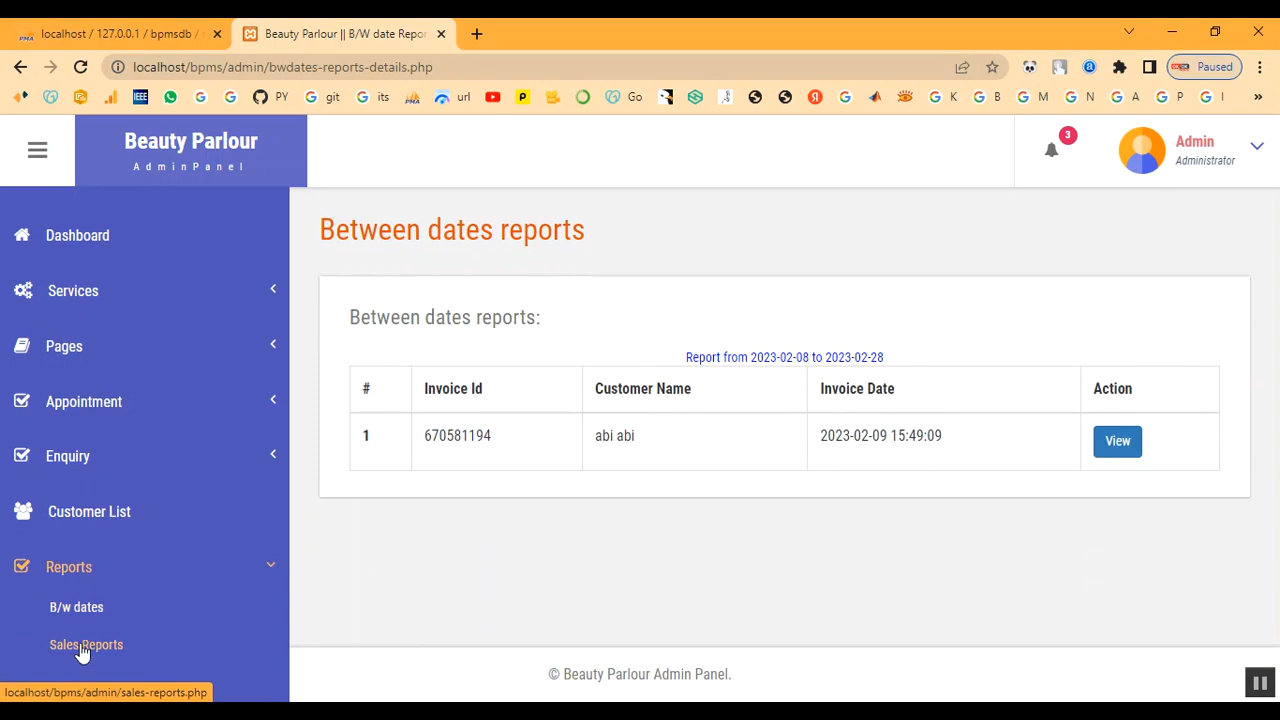 localhost / 127.0.0.1 / bpmsdb /
Beauty Parlour || B/W date Repor
localhost/bpms/admin/bwdates-reports-details.php
Paused
IEEE
PY
git
its
url
Go
K
B
M
N
A
P
I
Beauty Parlour
AdminPanel
3
Admin
Administrator
Dashboard
Services
Pages
Appointment
Enquiry
Customer List
Reports
B/w dates
Sales Reports
Between dates reports
Between dates reports:
Report from 2023-02-08 to 2023-02-28
# Invoice Id Customer Name Invoice Date Action
1 670581194 abi abi 2023-02-09 15:49:09 View
© Beauty Parlour Admin Panel.
localhost/bpms/admin/sales-reports.php